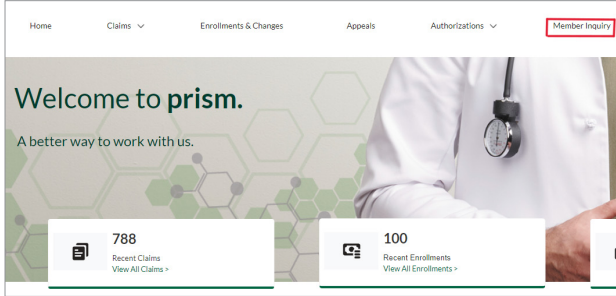 Home Claims Enrollments & Changes Appeals Authorizations Member Inquiry
Welcome to prism.
A better way to work with us.
788
Recent Claims
View All Claims >
100
Recent Enrollments
View All Enrollments >